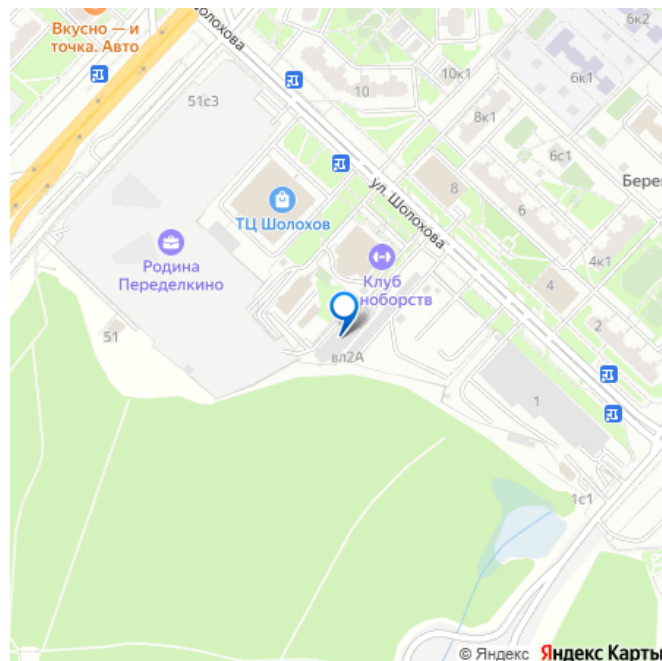 6к2
Вкусно — и
точка. Авто
олохова
10к1
6к1
10
51с3
8к1
6с1
ул. Шолохова
8
Бере
6
ТЦ Шолохов
Родина
Переделкино
Клуб
ноборств
4к1
4
2
51
вл2А
1
1с1
© Яндекс
Яндекс Карты